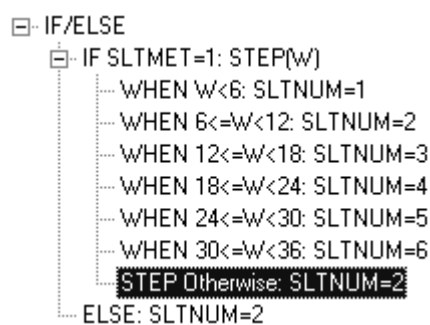 IF/ELSE
IF SLTMET=1: STEP(W)
WHEN W<6: SLTNUM=1
WHEN 6<=W<12: SLTNUM=2
WHEN 12<=W<18: SLTNUM=3
WHEN 18<=W<24: SLTNUM=4
WHEN 24<=W<30: SLTNUM=5
WHEN 30<=W<36: SLTNUM=6
STEP Otherwise: SLTNUM=2
ELSE: SLTNUM=2